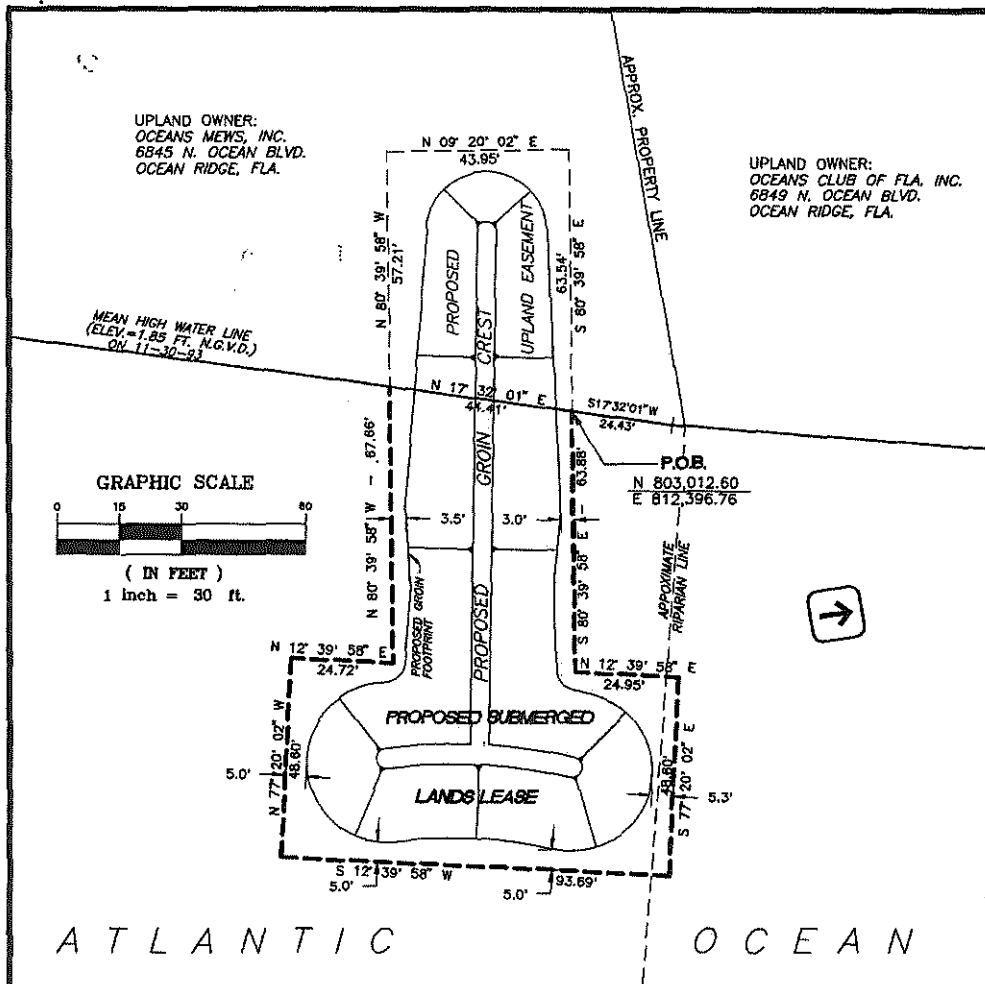 UPLAND OWNER:
OCEANS MEWS, INC.
6845 N. OCEAN BLVD.
OCEAN RIDGE, FLA.
N 09° 20' 02" E
43.95'
APPROX. PROPERTY LINE
UPLAND OWNER:
OCEANS CLUB OF FLA. INC.
6849 N. OCEAN BLVD.
OCEAN RIDGE, FLA.
N 80° 39' 58" W
57.21'
PROPOSED
UPLAND EASEMENT
63.54'
S 80° 39' 58" E
MEAN HIGH WATER LINE
(ELEV.=1.85 FT. N.G.V.D.)
ON 11-30-93
N 17° 32' 01" E
44.41'
S17°32'01"W
24.43'
P.O.B.
N 803,012.60
E 812,396.76
PROPOSED GROIN CREST
N 80° 39' 58" W - 67.66'
S 80° 39' 58" E - 63.88'
GRAPHIC SCALE
0 15 30 60
( IN FEET )
1 inch = 30 ft.
3.5'
3.0'
PROPOSED GROIN
FOOTPRINT
APPOXIMATE
RIPARIAN LINE
N 12° 39' 58" E
24.72'
N 12° 39' 58" E
24.95'
PROPOSED SUBMERGED
LANDS LEASE
N 77° 20' 02" W
48.60'
5.0'
48.60'
S 77° 20' 02" E
5.3'
S 12° 39' 58" W
93.69'
5.0'
5.0'
ATLANTIC OCEAN